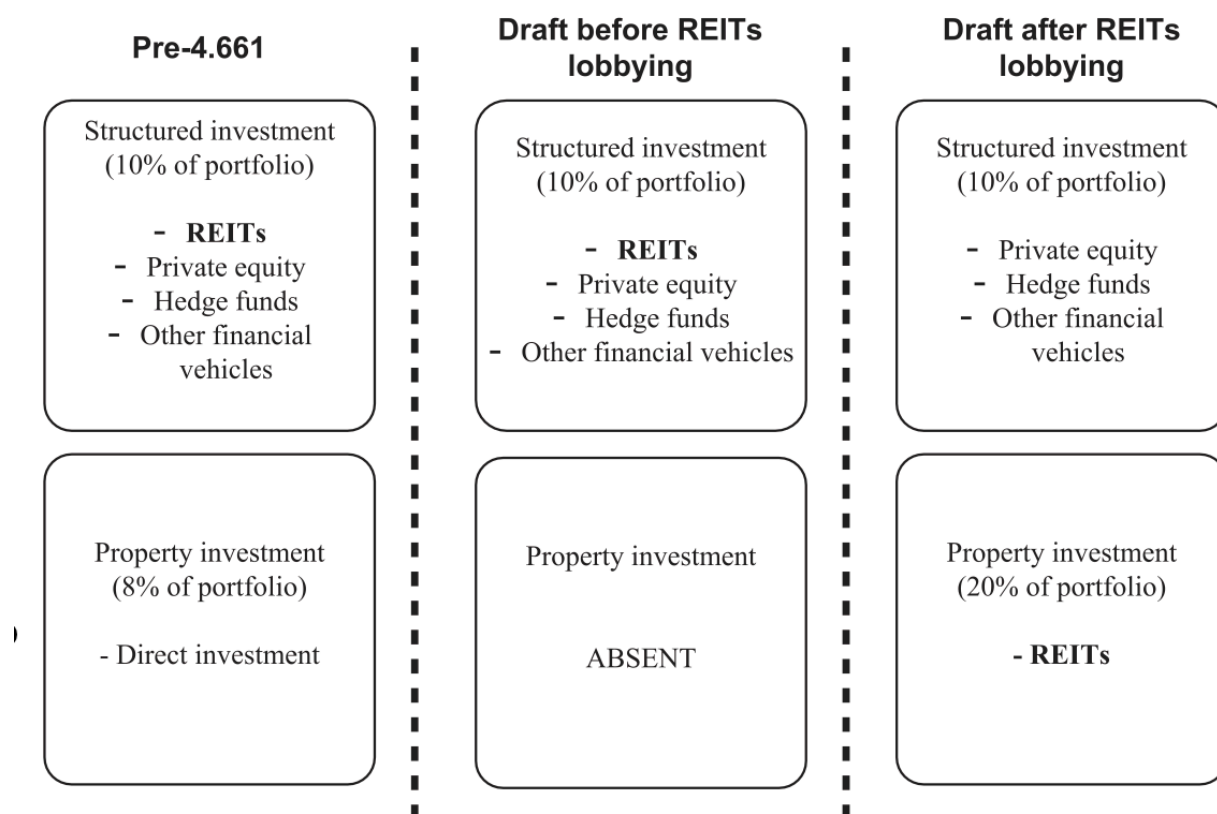 Pre-4.661
Structured investment
(10% of portfolio)
- REITs
- Private equity
- Hedge funds
- Other financial
vehicles
Property investment
(8% of portfolio)
- Direct investment
Draft before REITs
lobbying
Structured investment
(10% of portfolio)
- REITs
- Private equity
- Hedge funds
- Other financial vehicles
Property investment
ABSENT
Draft after REITs
lobbying
Structured investment
(10% of portfolio)
- Private equity
- Hedge funds
- Other financial
vehicles
Property investment
(20% of portfolio)
- REITs